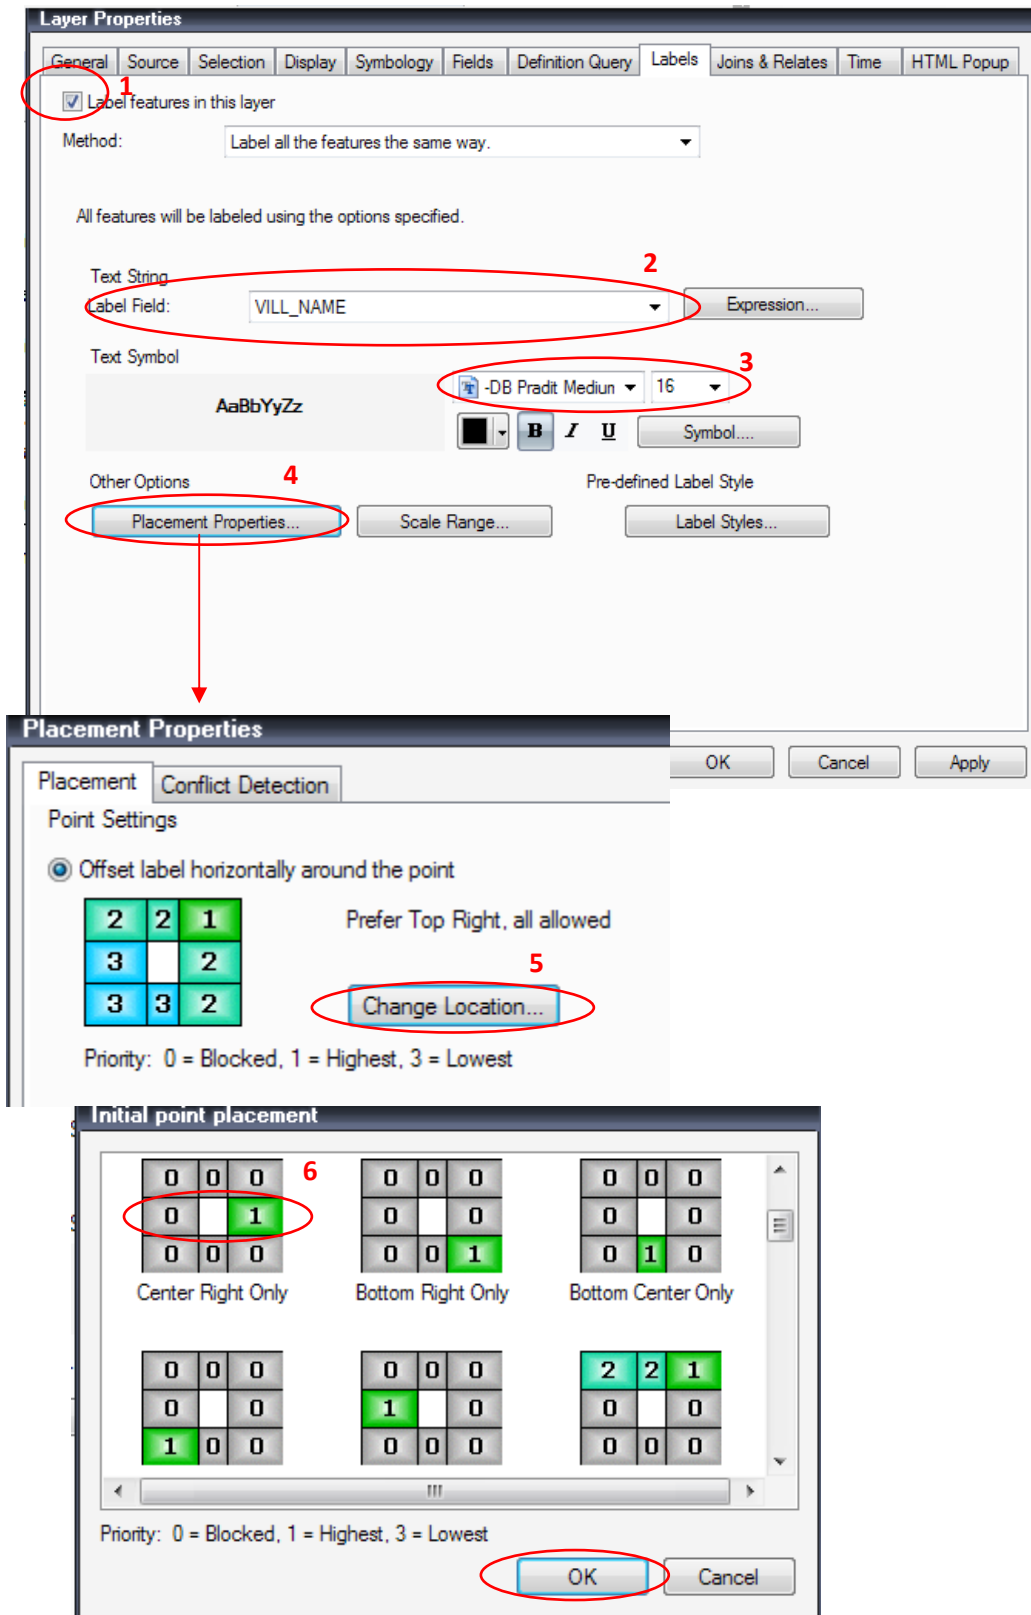 Layer Properties
General Source Selection Display Symbology Fields Definition Query Labels Joins & Relates Time HTML Popup
1
Label features in this layer
Method: Label all the features the same way.
All features will be labeled using the options specified.
2
Text String
Label Field: VILL_NAME Expression...
Text Symbol
3
-DB Pradit Mediun 16
AaBbYyZz
B I U Symbol....
4
Other Options Pre-defined Label Style
Placement Properties... Scale Range... Label Styles...
OK Cancel Apply
Placement Properties
Placement Conflict Detection
Point Settings
Offset label horizontally around the point
2 2 1 Prefer Top Right, all allowed
3 2
5
3 3 2 Change Location...
Priority: 0 = Blocked, 1 = Highest, 3 = Lowest
Initial point placement
6
0 0 0 0 0 0 0 0 0
0 1 0 0 0 0
0 0 0 0 0 1 0 1 0
Center Right Only Bottom Right Only Bottom Center Only
0 0 0 0 0 0 2 2 1
0 0 1 0 0 0
1 0 0 0 0 0 0 0 0
Priority: 0 = Blocked, 1 = Highest, 3 = Lowest
OK Cancel